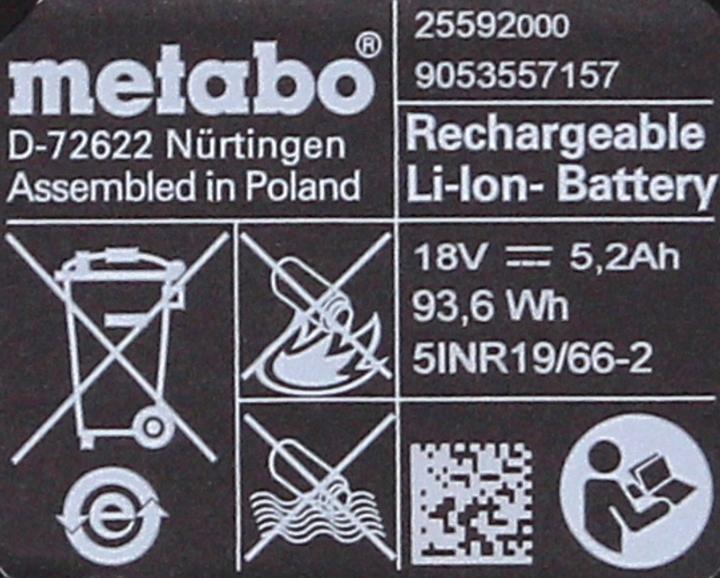 metabo®
D-72622 Nürtingen
Assembled in Poland
25592000
9053557157
Rechargeable
Li-Ion- Battery
18V ⎓ 5,2Ah
93,6 Wh
5INR19/66-2
e